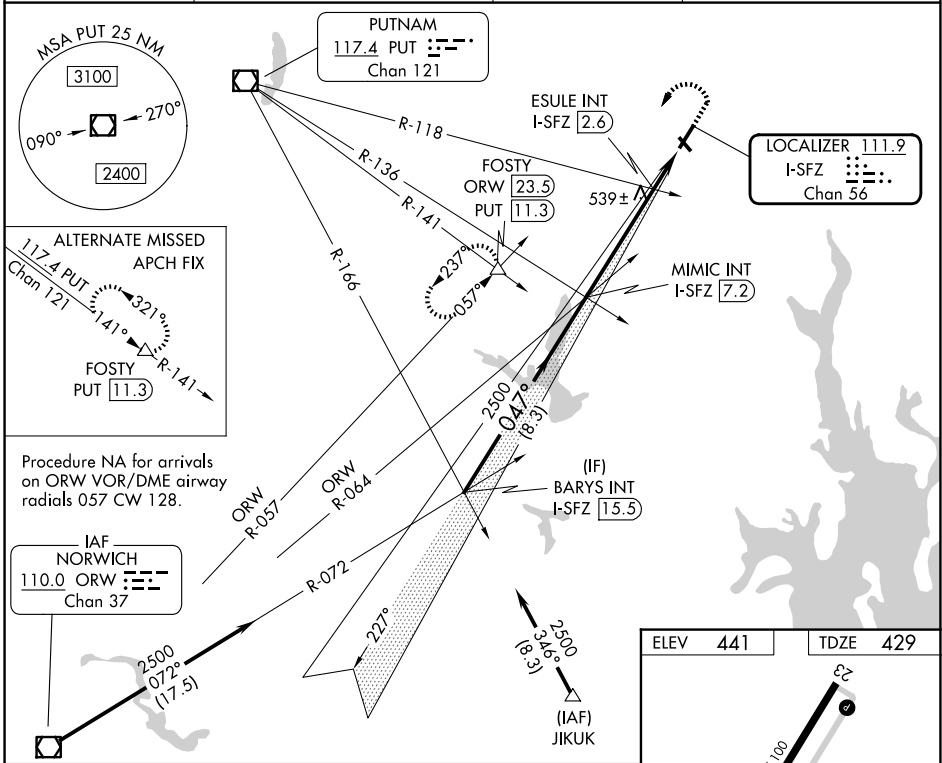 MSA PUT 25 NM
3100
090°
270°
2400
PUTNAM
117.4 PUT
Chan 121
ESULE INT
I-SFZ 2.6
LOCALIZER 111.9
I-SFZ
Chan 56
R-118
R-136
R-141
R-166
FOSTY
ORW 23.5
PUT 11.3
539±
237°
057°
MIMIC INT
I-SFZ 7.2
ALTERNATE MISSED
APCH FIX
117.4 PUT
Chan 121
321°
141°
R-141
FOSTY
PUT 11.3
2500
047°
(8.3)
Procedure NA for arrivals
on ORW VOR/DME airway
radials 057 CW 128.
ORW
R-057
ORW
R-064
(IF)
BARYS INT
I-SFZ 15.5
IAF
NORWICH
110.0 ORW
Chan 37
R-072
227°
2500
072°
(17.5)
2500
346°
(8.3)
(IAF)
JIKUK
ELEV 441
TDZE 429
23
P